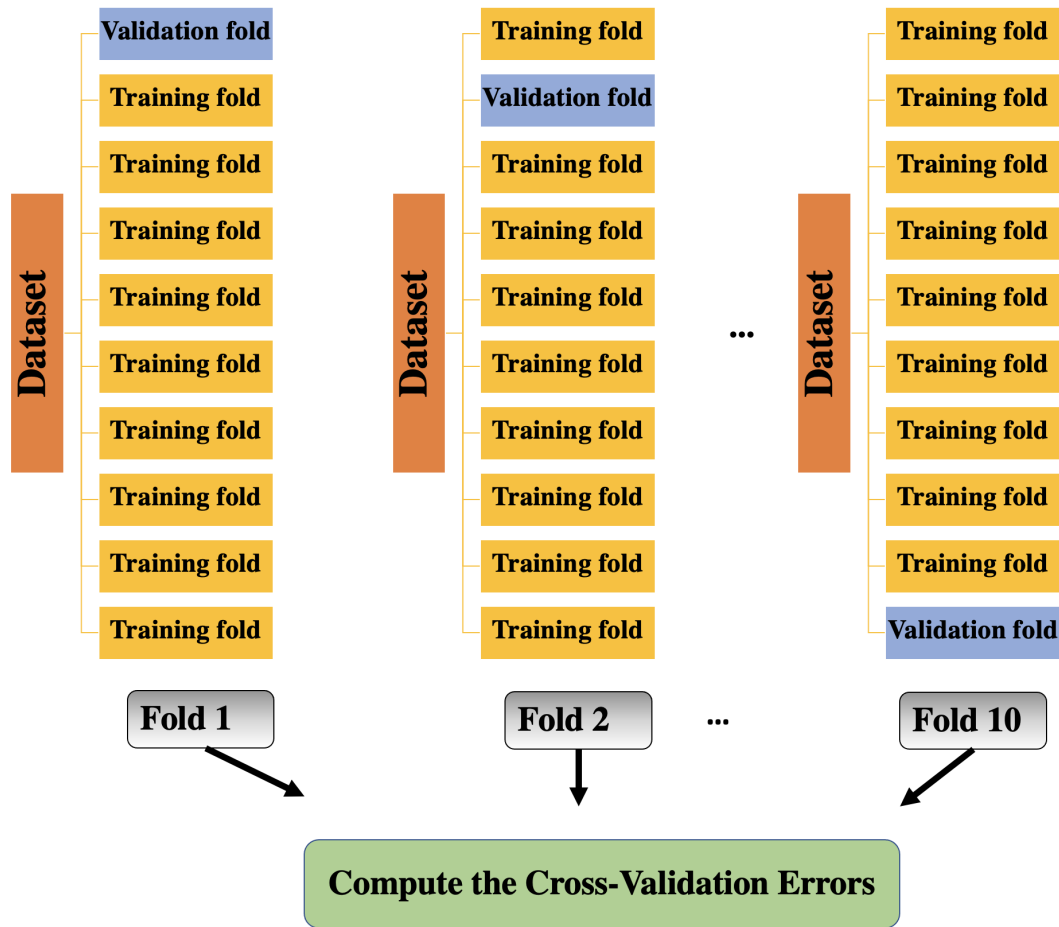 Dataset
Validation fold
Training fold
Training fold
Training fold
Training fold
Training fold
Training fold
Training fold
Training fold
Training fold
Fold 1
Dataset
Training fold
Validation fold
Training fold
Training fold
Training fold
Training fold
Training fold
Training fold
Training fold
Training fold
Fold 2
...
...
Dataset
Training fold
Training fold
Training fold
Training fold
Training fold
Training fold
Training fold
Training fold
Training fold
Validation fold
Fold 10
Compute the Cross-Validation Errors